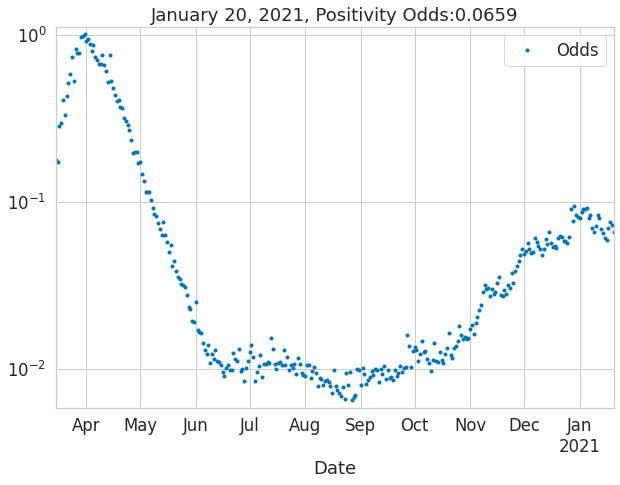 January 20, 2021, Positivity Odds:0.0659
10⁰
Odds
10⁻¹
10⁻²
Apr May Jun Jul Aug Sep Oct Nov Dec Jan
2021
Date